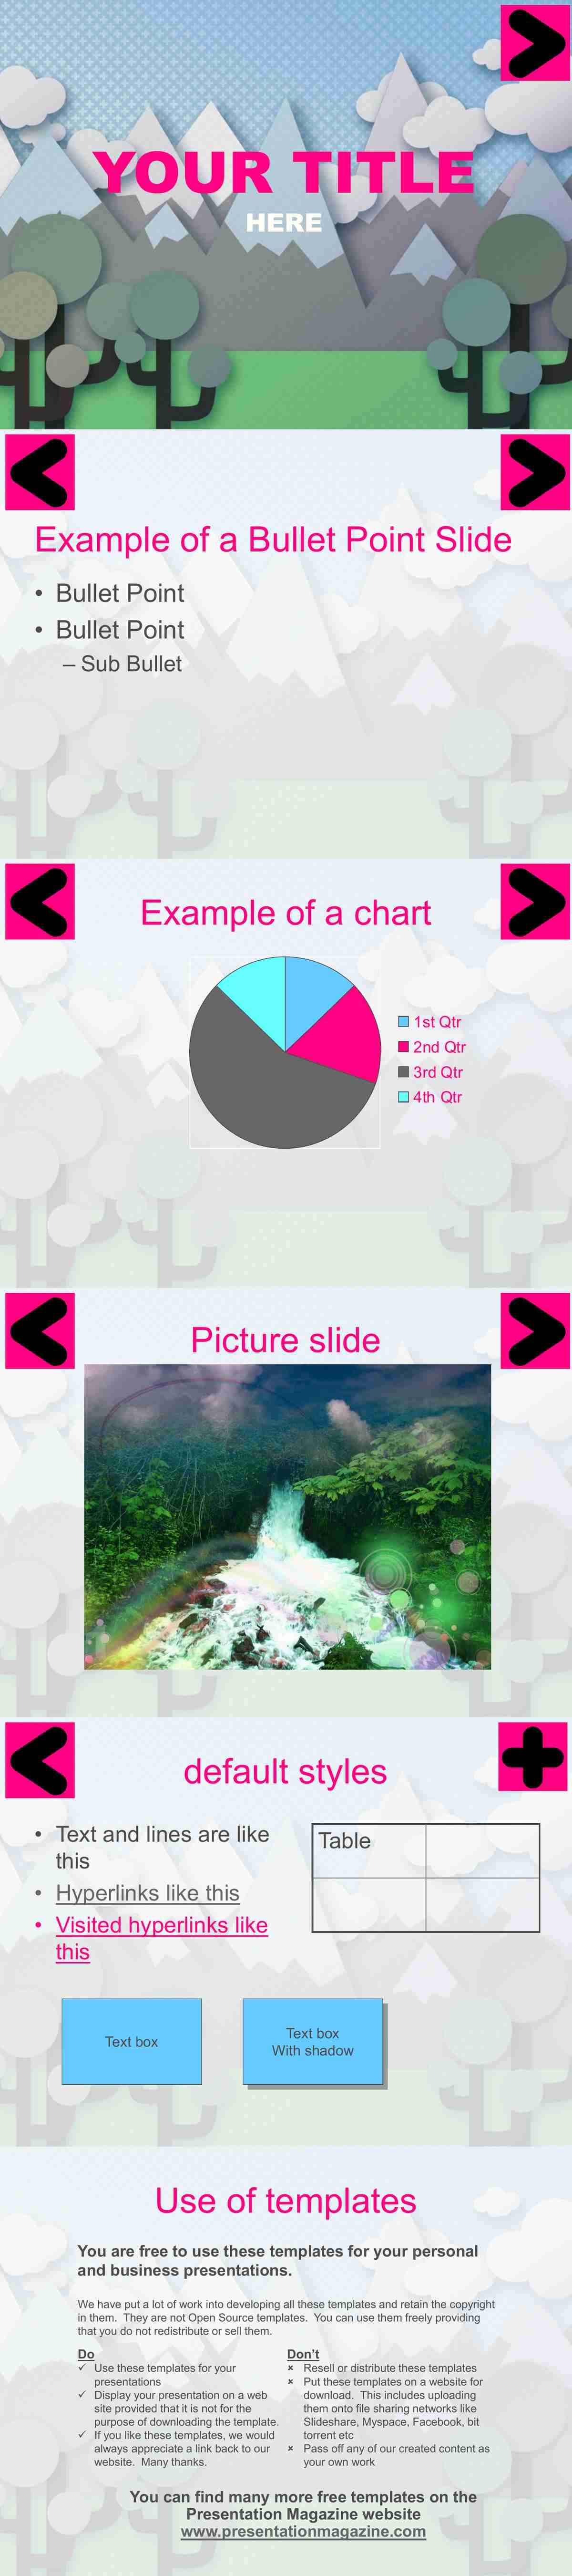 YOUR TITLE
HERE
Example of a Bullet Point Slide
• Bullet Point
• Bullet Point
– Sub Bullet
Example of a chart
1st Qtr
2nd Qtr
3rd Qtr
4th Qtr
Picture slide
default styles
• Text and lines are like
this
• Hyperlinks like this
• Visited hyperlinks like
this
Table
Text box
Text box
With shadow
Use of templates
You are free to use these templates for your personal
and business presentations.
We have put a lot of work into developing all these templates and retain the copyright
in them.  They are not Open Source templates.  You can use them freely providing
that you do not redistribute or sell them.
Do
✓ Use these templates for your
presentations
✓ Display your presentation on a web
site provided that it is not for the
purpose of downloading the template.
✓ If you like these templates, we would
always appreciate a link back to our
website.  Many thanks.
Don't
× Resell or distribute these templates
× Put these templates on a website for
download.  This includes uploading
them onto file sharing networks like
Slideshare, Myspace, Facebook, bit
torrent etc
× Pass off any of our created content as
your own work
You can find many more free templates on the
Presentation Magazine website
www.presentationmagazine.com